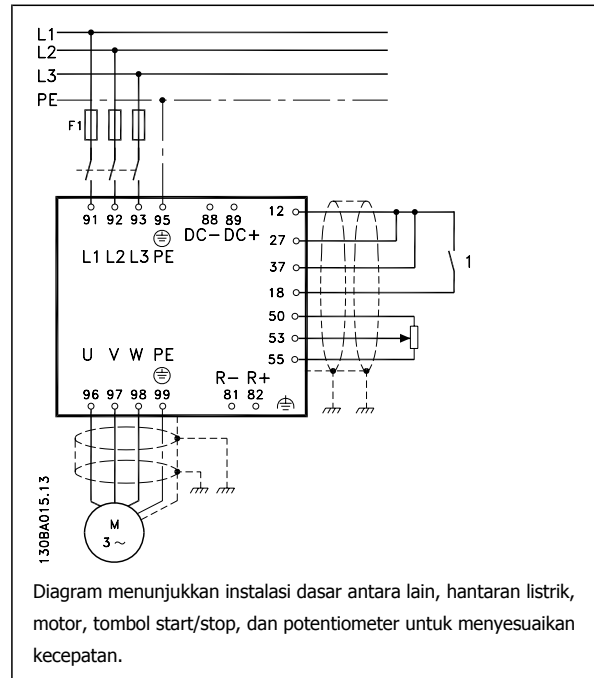 L1
L2
L3
PE
F1
91 92 93 95 88 89
DC- DC+
L1 L2 L3 PE
12
27
37
18
50
53
55
1
U V W PE
R- R+
96 97 98 99 81 82
M
3 ~
130BA015.13
Diagram menunjukkan instalasi dasar antara lain, hantaran listrik,
motor, tombol start/stop, dan potentiometer untuk menyesuaikan
kecepatan.